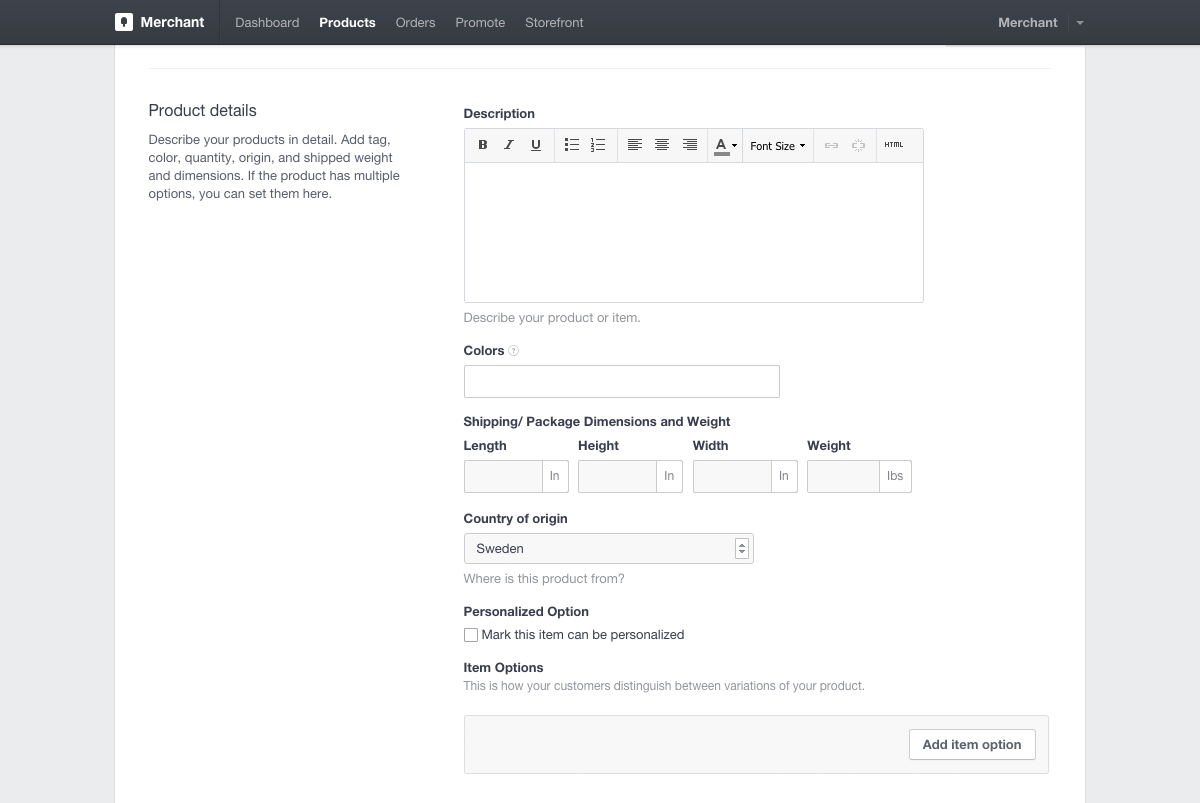 Merchant Dashboard Products Orders Promote Storefront Merchant
Product details
Describe your products in detail. Add tag,
color, quantity, origin, and shipped weight
and dimensions. If the product has multiple
options, you can set them here.
Description
B I U A Font Size HTML
Describe your product or item.
Colors ?
Shipping/ Package Dimensions and Weight
Length Height Width Weight
In In In lbs
Country of origin
Sweden
Where is this product from?
Personalized Option
Mark this item can be personalized
Item Options
This is how your customers distinguish between variations of your product.
Add item option